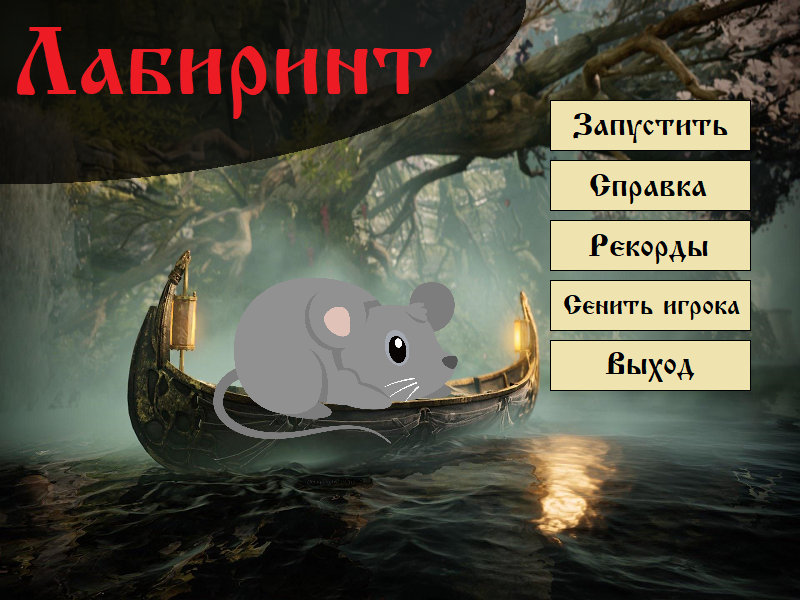 Лабиринт
Запустить
Справка
Рекорды
Сенить игрока
Выход